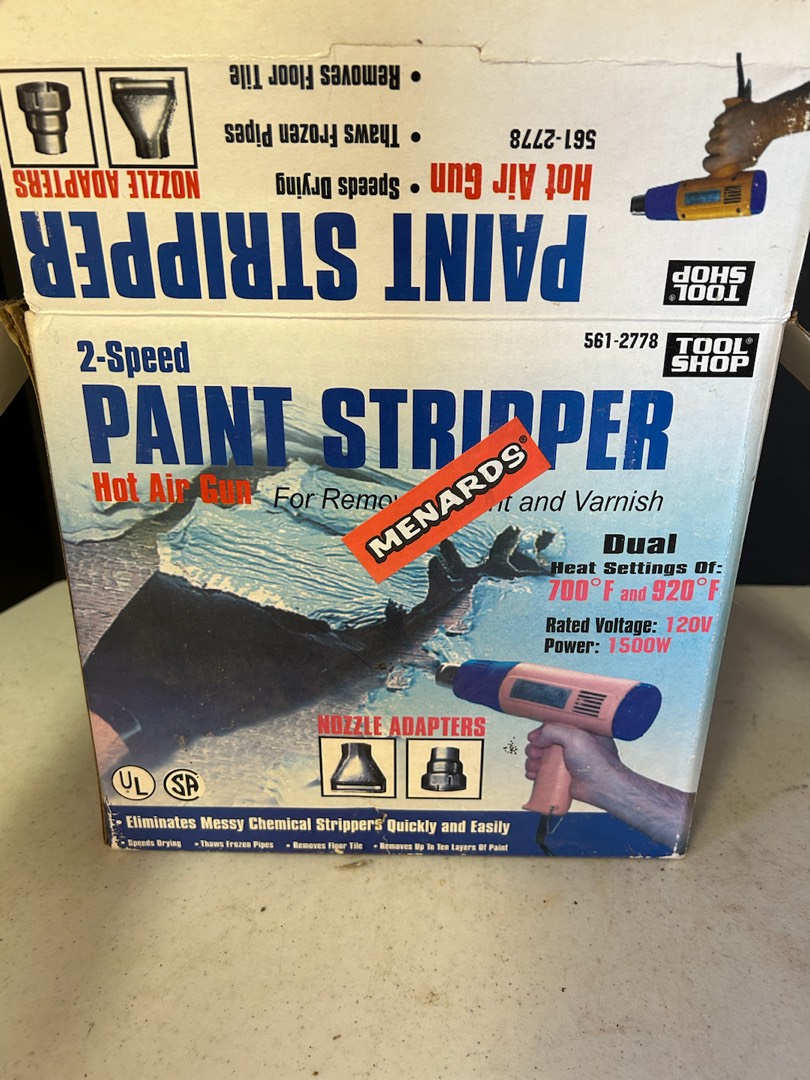 • Removes Floor Tile
• Thaws Frozen Pipes
561-2778
NOZZLE ADAPTERS
• Speeds Drying
Hot Air Gun
PAINT STRIPPER
TOOL
SHOP®
2-Speed
561-2778
TOOL®
SHOP
PAINT STRIPPER
Hot Air Gun
For and Varnish
MENARDS®
Dual
Heat Settings Of:
700°F and 920°F
Rated Voltage: 120V
Power: 1500W
NOZZLE ADAPTERS
UL
SA
• Eliminates Messy Chemical Strippers Quickly and Easily
• Speeds Drying • Thaws Frozen Pipes • Removes Floor Tile • Removes Up To Ten Layers Of Paint